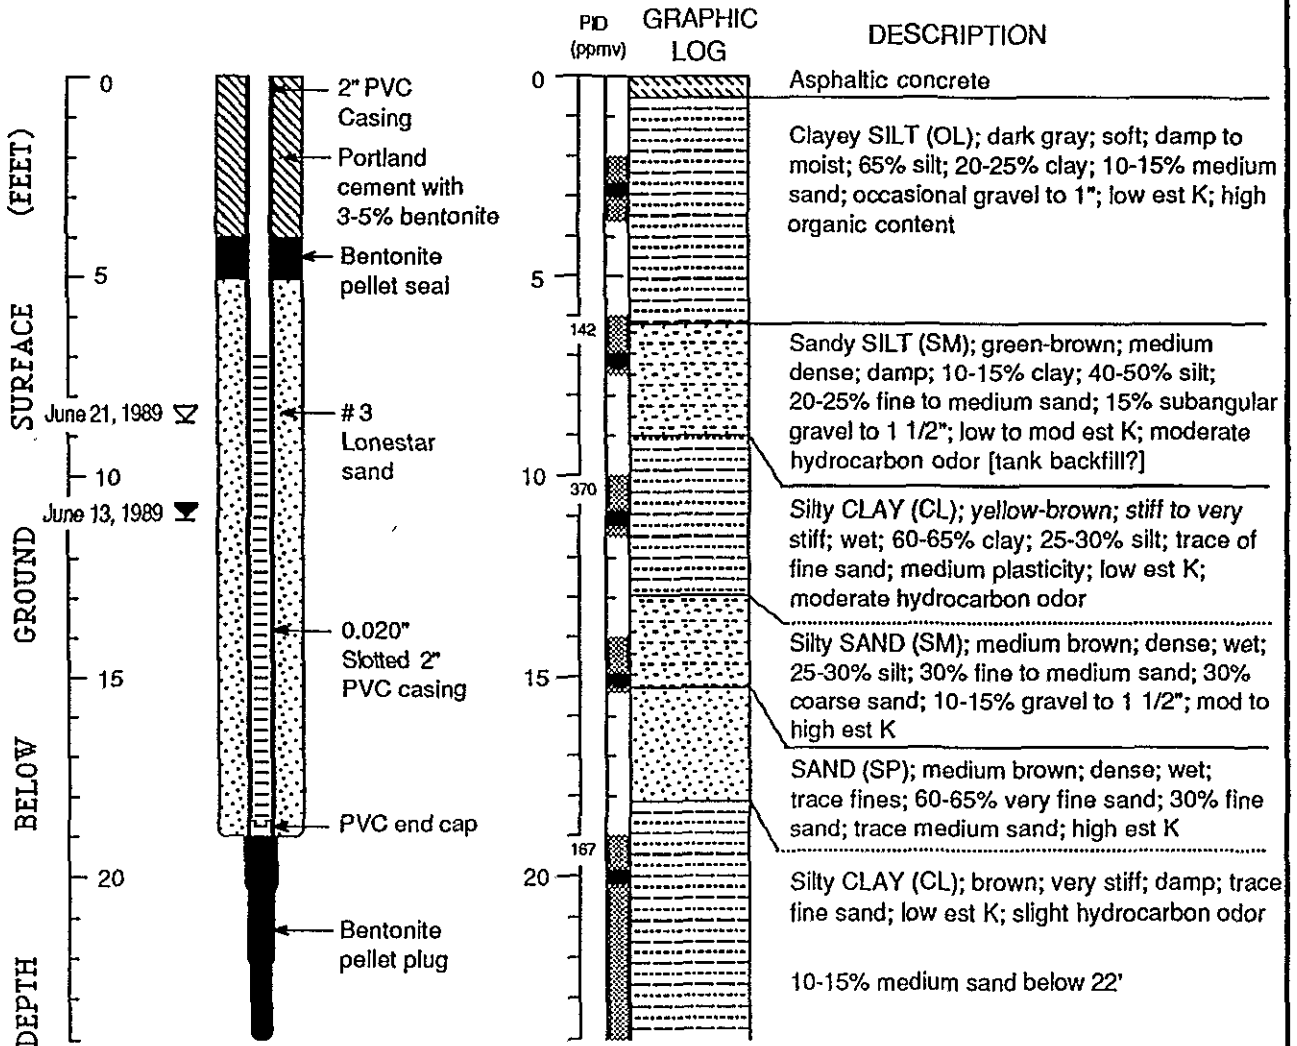 PID
(ppmv)
GRAPHIC
LOG
DESCRIPTION
DEPTH BELOW GROUND SURFACE (FEET)
0
5
10
15
20
June 21, 1989
June 13, 1989
2" PVC
Casing
Portland
cement with
3-5% bentonite
Bentonite
pellet seal
#3
Lonestar
sand
0.020"
Slotted 2"
PVC casing
PVC end cap
Bentonite
pellet plug
0
5
142
10
370
15
167
20
Asphaltic concrete
Clayey SILT (OL); dark gray; soft; damp to
moist; 65% silt; 20-25% clay; 10-15% medium
sand; occasional gravel to 1"; low est K; high
organic content
Sandy SILT (SM); green-brown; medium
dense; damp; 10-15% clay; 40-50% silt;
20-25% fine to medium sand; 15% subangular
gravel to 1 1/2"; low to mod est K; moderate
hydrocarbon odor [tank backfill?]
Silty CLAY (CL); yellow-brown; stiff to very
stiff; wet; 60-65% clay; 25-30% silt; trace of
fine sand; medium plasticity; low est K;
moderate hydrocarbon odor
Silty SAND (SM); medium brown; dense; wet;
25-30% silt; 30% fine to medium sand; 30%
coarse sand; 10-15% gravel to 1 1/2"; mod to
high est K
SAND (SP); medium brown; dense; wet;
trace fines; 60-65% very fine sand; 30% fine
sand; trace medium sand; high est K
Silty CLAY (CL); brown; very stiff; damp; trace
fine sand; low est K; slight hydrocarbon odor
10-15% medium sand below 22'